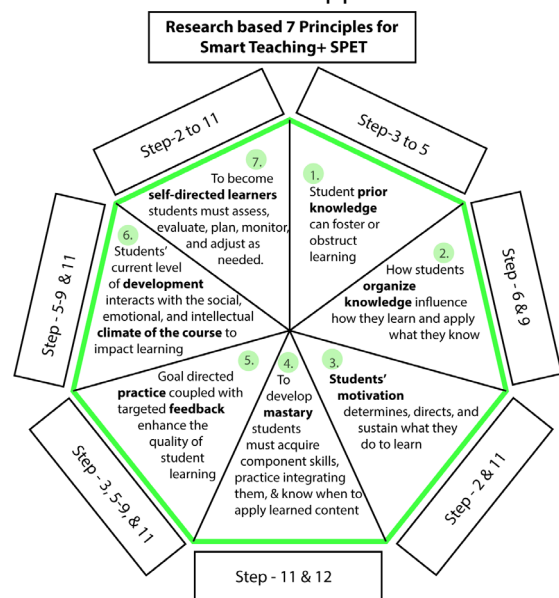 Research based 7 Principles for
Smart Teaching+ SPET
Step-2 to 11
Step-3 to 5
7.
To become
self-directed learners
students must assess,
evaluate, plan, monitor,
and adjust as
needed.
1.
Student prior
knowledge
can foster or
obstruct
learning
6.
Students'
current level
of development
interacts with the social,
emotional, and intellectual
climate of the course to
impact learning
2.
How students
organize
knowledge influence
how they learn and apply
what they know
Step - 5-9 & 11
Step - 6 & 9
5.
Goal directed
practice coupled with
targeted feedback
enhance the
quality of
student
learning
4.
To
develop
mastary
students
must acquire
component skills,
practice integrating
them, & know when to
apply learned content
3.
Students'
motivation
determines, directs, and
sustain what they
do to learn
Step - 3, 5-9, & 11
Step - 2 & 11
Step - 11 & 12